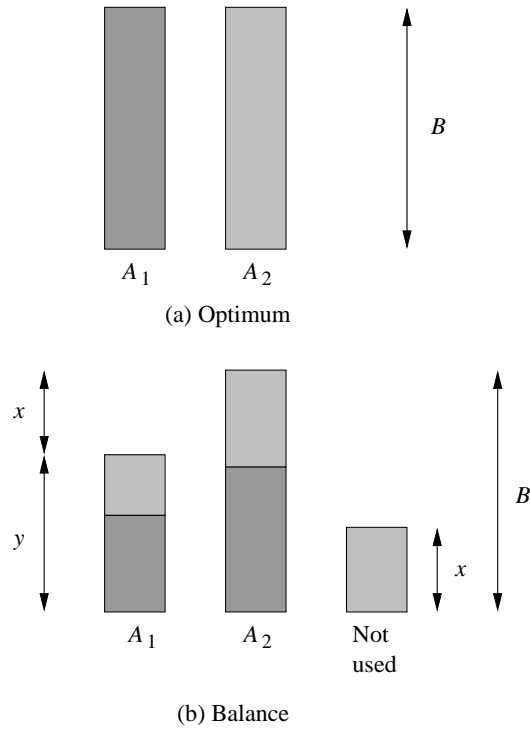 B
A1 A2
(a) Optimum
x
y
B
x
A1 A2 Not
used
(b) Balance